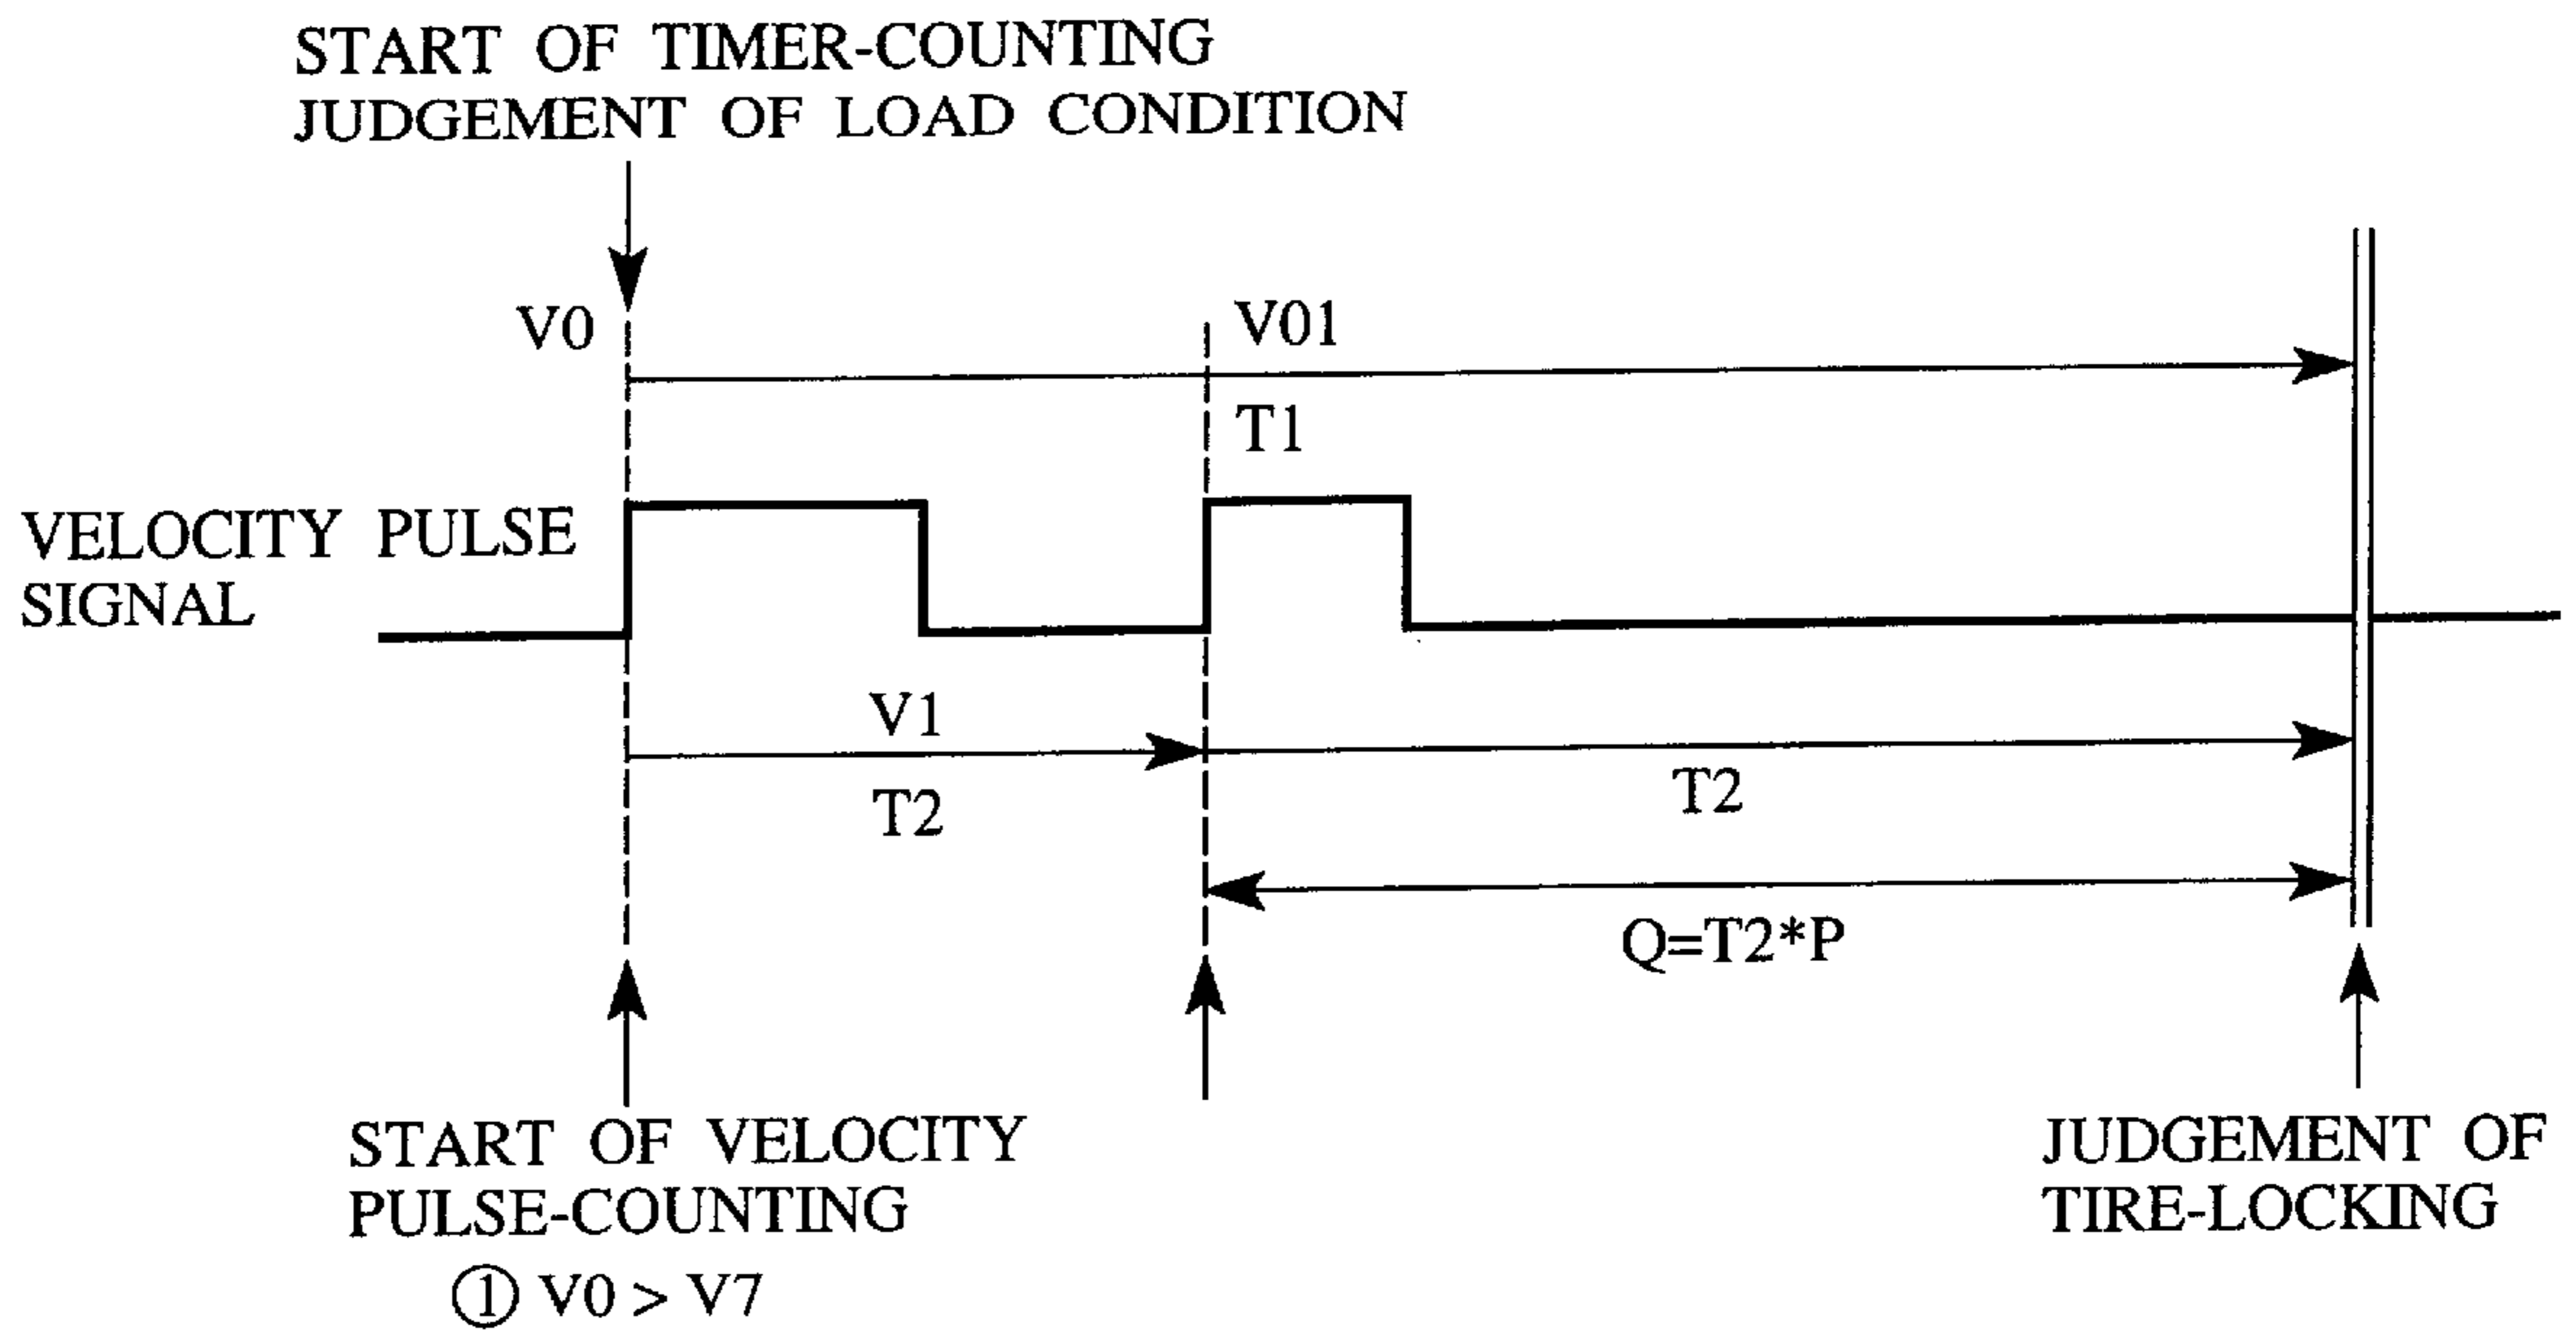 START OF TIMER-COUNTING
JUDGEMENT OF LOAD CONDITION
V0
V01
T1
VELOCITY PULSE
SIGNAL
V1
T2
T2
Q=T2*P
START OF VELOCITY
PULSE-COUNTING
① V0 > V7
JUDGEMENT OF
TIRE-LOCKING